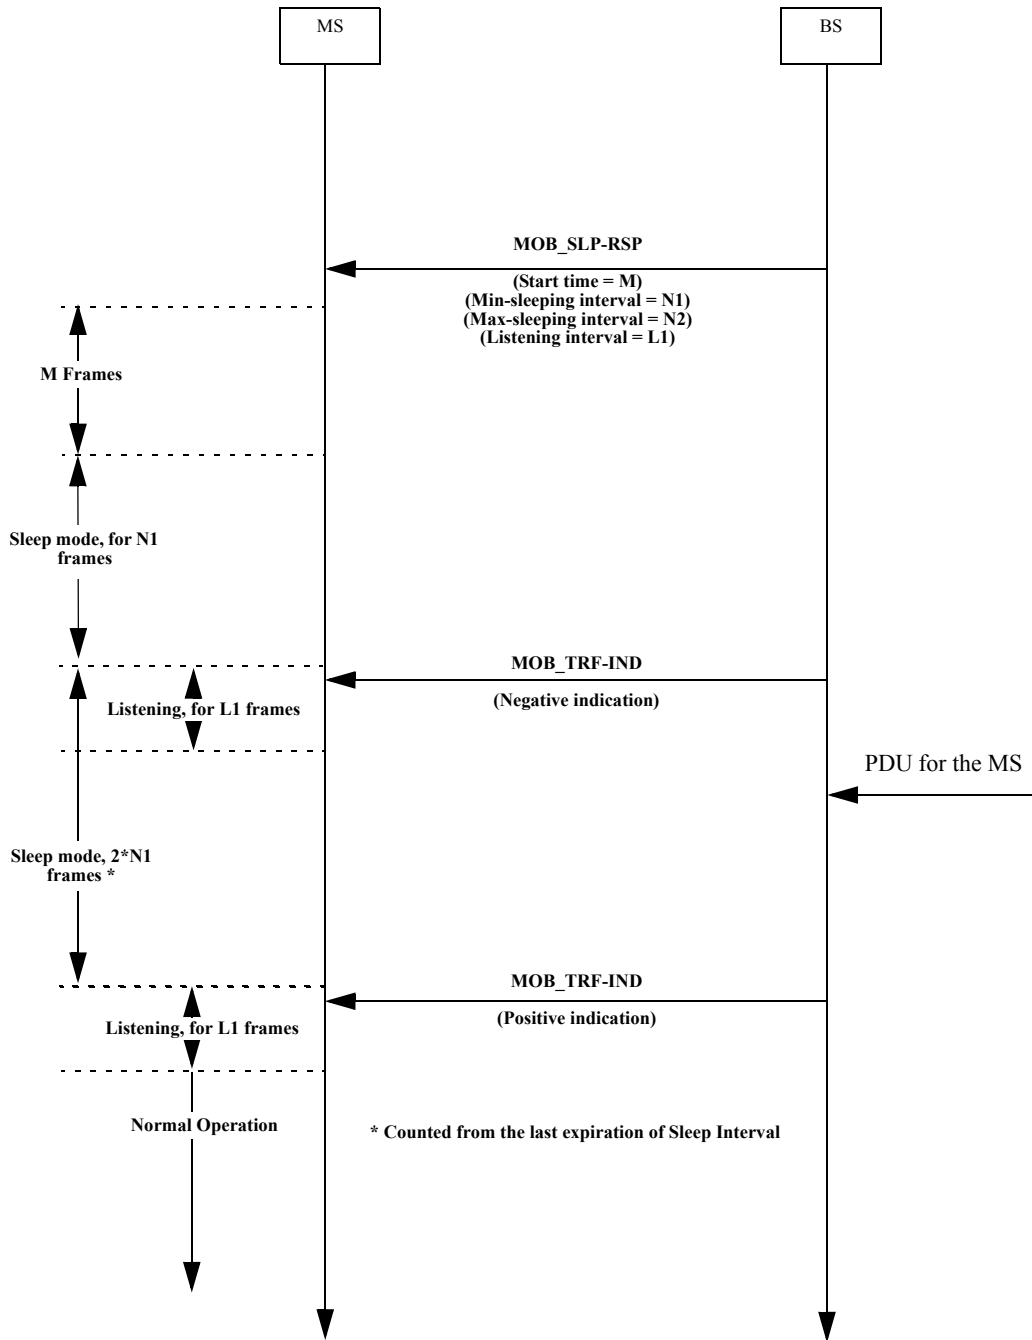 MS
BS
MOB_SLP-RSP
(Start time = M)
(Min-sleeping interval = N1)
(Max-sleeping interval = N2)
(Listening interval = L1)
M Frames
Sleep mode, for N1
frames
MOB_TRF-IND
(Negative indication)
Listening, for L1 frames
PDU for the MS
Sleep mode, 2*N1
frames *
MOB_TRF-IND
(Positive indication)
Listening, for L1 frames
Normal Operation
* Counted from the last expiration of Sleep Interval